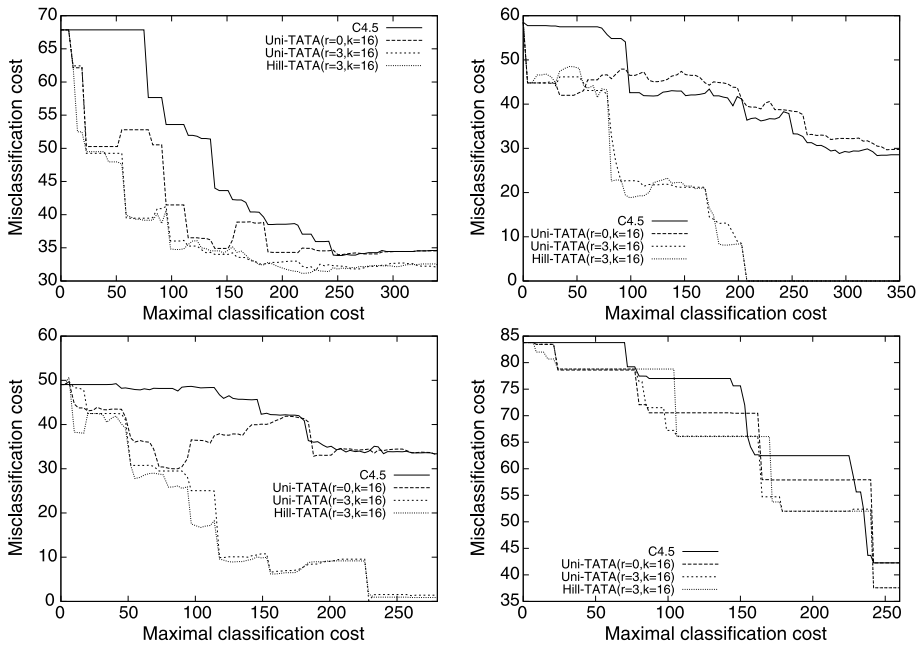 70
65
60
55
50
45
40
35
30
0 50 100 150 200 250 300
Misclassification cost
Maximal classification cost
C4.5
Uni-TATA(r=0,k=16)
Uni-TATA(r=3,k=16)
Hill-TATA(r=3,k=16)
60
50
40
30
20
10
0
0 50 100 150 200 250 300 350
Misclassification cost
Maximal classification cost
C4.5
Uni-TATA(r=0,k=16)
Uni-TATA(r=3,k=16)
Hill-TATA(r=3,k=16)
60
50
40
30
20
10
0
0 50 100 150 200 250
Misclassification cost
Maximal classification cost
C4.5
Uni-TATA(r=0,k=16)
Uni-TATA(r=3,k=16)
Hill-TATA(r=3,k=16)
85
80
75
70
65
60
55
50
45
40
35
0 50 100 150 200 250
Misclassification cost
Maximal classification cost
C4.5
Uni-TATA(r=0,k=16)
Uni-TATA(r=3,k=16)
Hill-TATA(r=3,k=16)